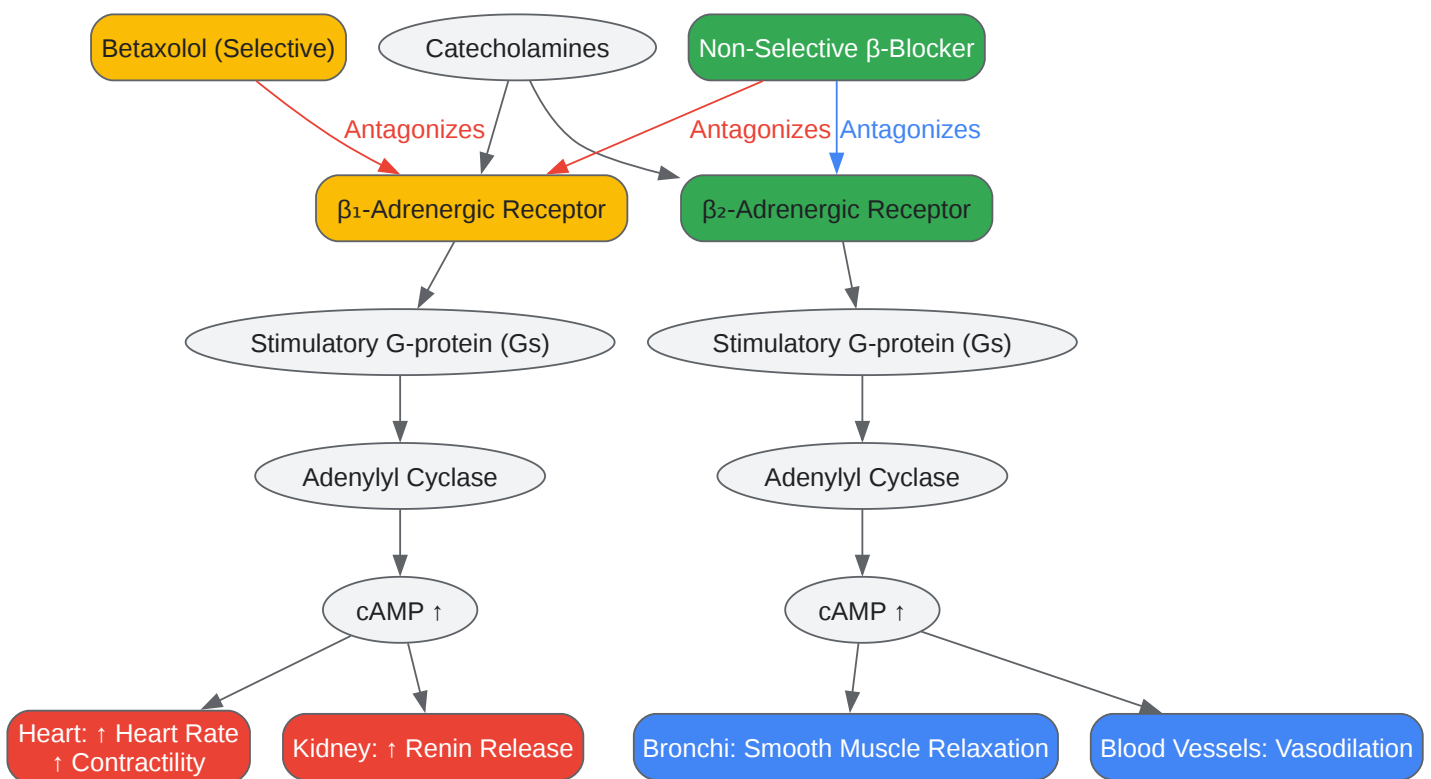 Betaxolol (Selective)
Catecholamines
Non-Selective β-Blocker
Antagonizes
Antagonizes
Antagonizes
β₁-Adrenergic Receptor
β₂-Adrenergic Receptor
Stimulatory G-protein (Gs)
Stimulatory G-protein (Gs)
Adenylyl Cyclase
Adenylyl Cyclase
cAMP ↑
cAMP ↑
Heart: ↑ Heart Rate
↑ Contractility
Kidney: ↑ Renin Release
Bronchi: Smooth Muscle Relaxation
Blood Vessels: Vasodilation